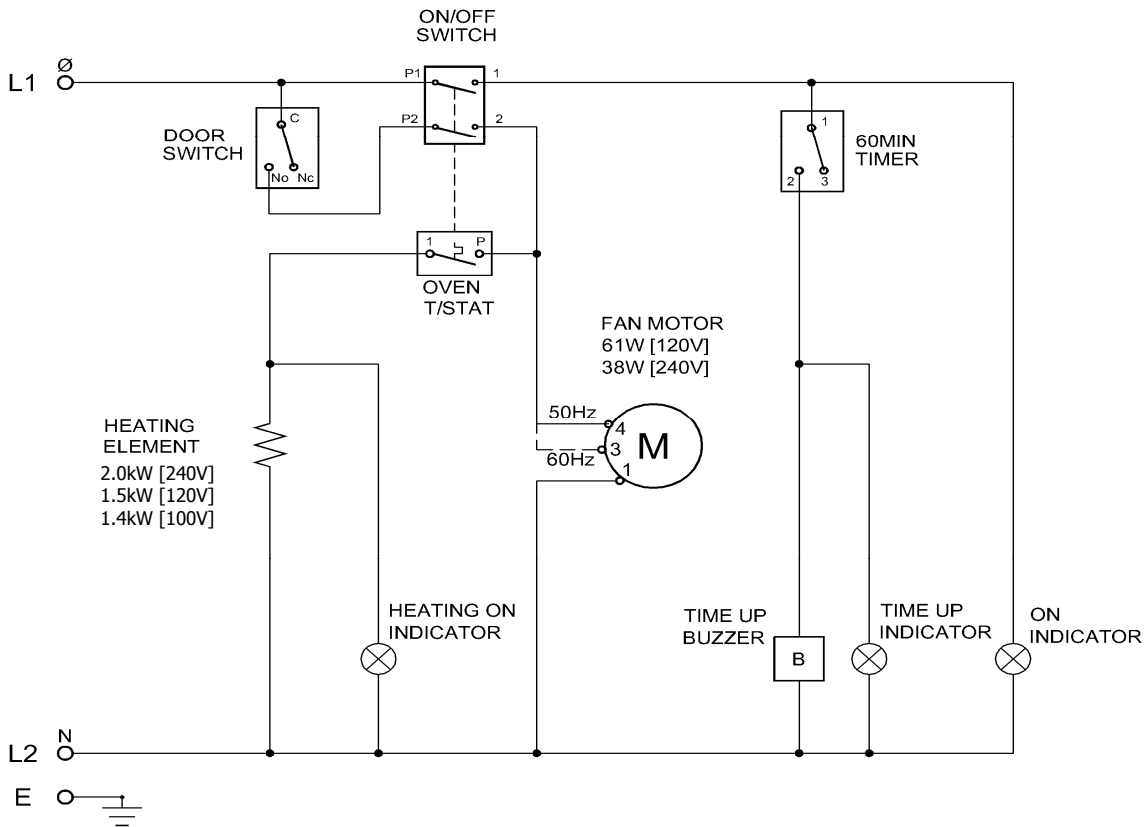 ON/OFF
SWITCH
L1
Ø
P1
1
P2
2
DOOR
SWITCH
C
No
Nc
60MIN
TIMER
1
2
3
1
P
OVEN
T/STAT
FAN MOTOR
61W [120V]
38W [240V]
50Hz
60Hz
4
3
1
M
HEATING
ELEMENT
2.0kW [240V]
1.5kW [120V]
1.4kW [100V]
HEATING ON
INDICATOR
TIME UP
BUZZER
B
TIME UP
INDICATOR
ON
INDICATOR
L2
N
E